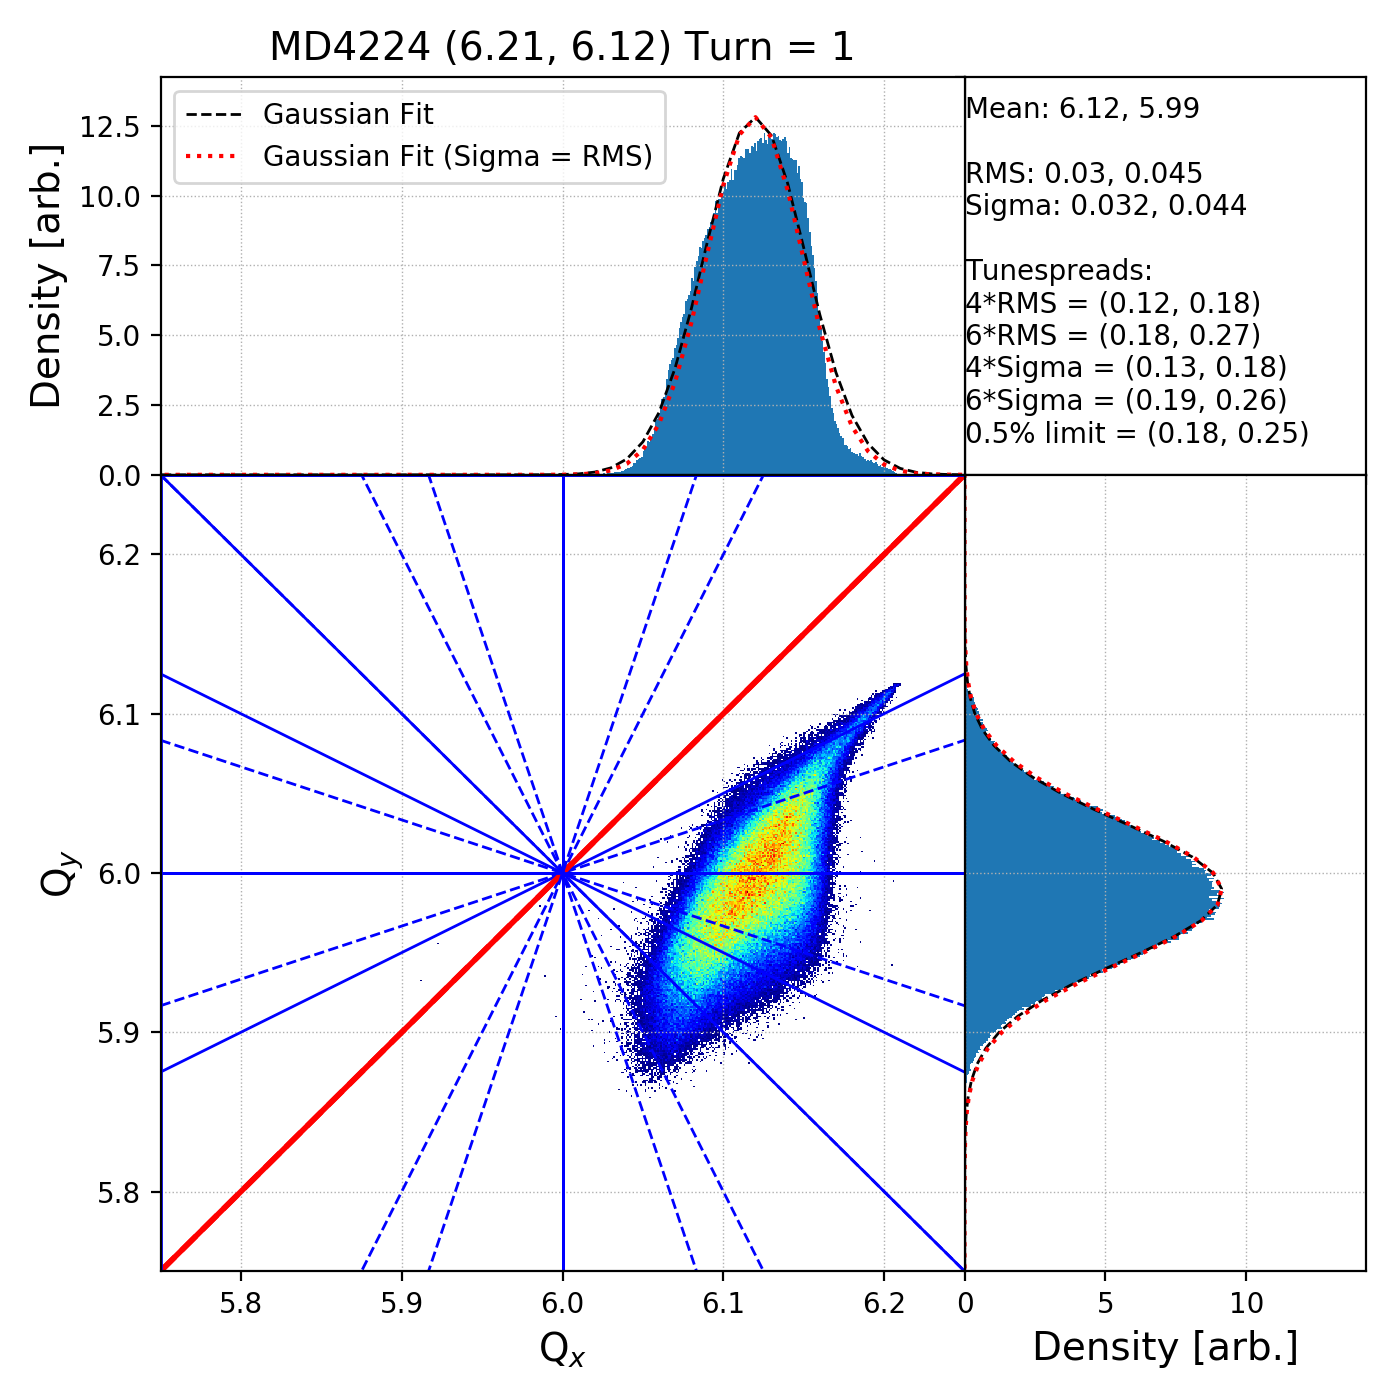 MD4224 (6.21, 6.12) Turn = 1
Gaussian Fit
Gaussian Fit (Sigma = RMS)
Density [arb.]
12.5
10.0
7.5
5.0
2.5
0.0
Mean: 6.12, 5.99
RMS: 0.03, 0.045
Sigma: 0.032, 0.044
Tunespreads:
4*RMS = (0.12, 0.18)
6*RMS = (0.18, 0.27)
4*Sigma = (0.13, 0.18)
6*Sigma = (0.19, 0.26)
0.5% limit = (0.18, 0.25)
Qy
6.2
6.1
6.0
5.9
5.8
5.8 5.9 6.0 6.1 6.2
Qx
0 5 10
Density [arb.]